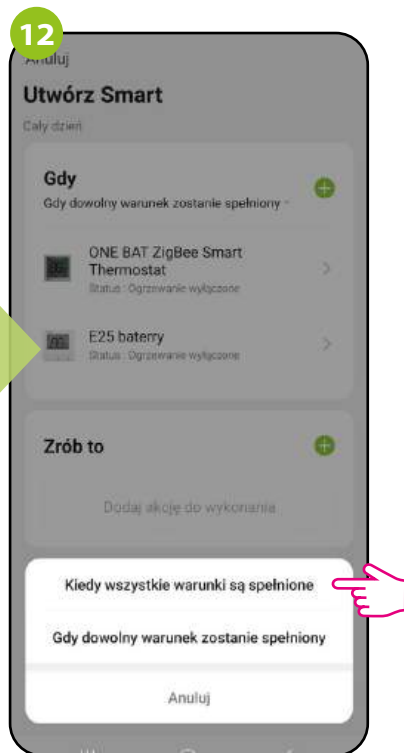 12
Anuluj
Utwórz Smart
Cały dzień
Gdy
Gdy dowolny warunek zostanie spełniony
ONE BAT ZigBee Smart
Thermostat
Status : Ogrzewanie wyłączone
E25 baterry
Status : Ogrzewanie wyłączone
Zrób to
Dodaj akcję do wykonania
Kiedy wszystkie warunki są spełnione
Gdy dowolny warunek zostanie spełniony
Anuluj